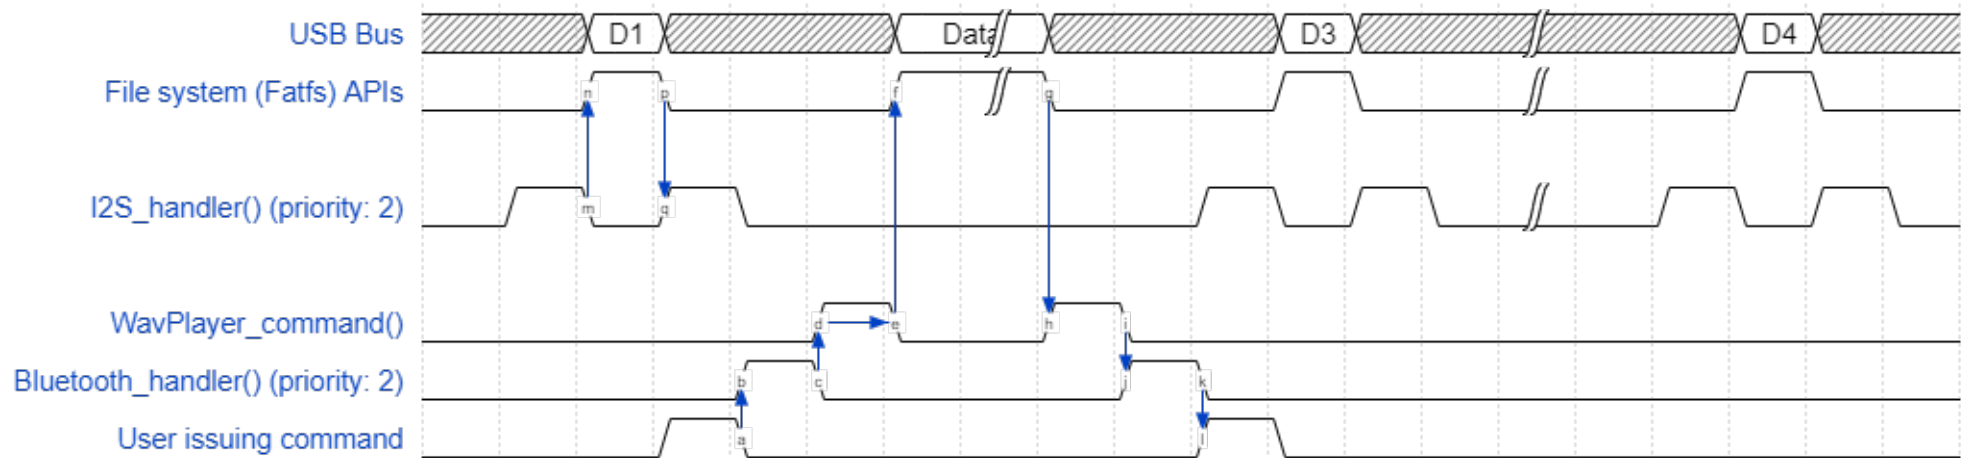 USB Bus D1 Data D3 D4
File system (Fatfs) APIs n p f g
I2S_handler() (priority: 2) m q
WavPlayer_command() d e h i
Bluetooth_handler() (priority: 2) b c j k
User issuing command a l